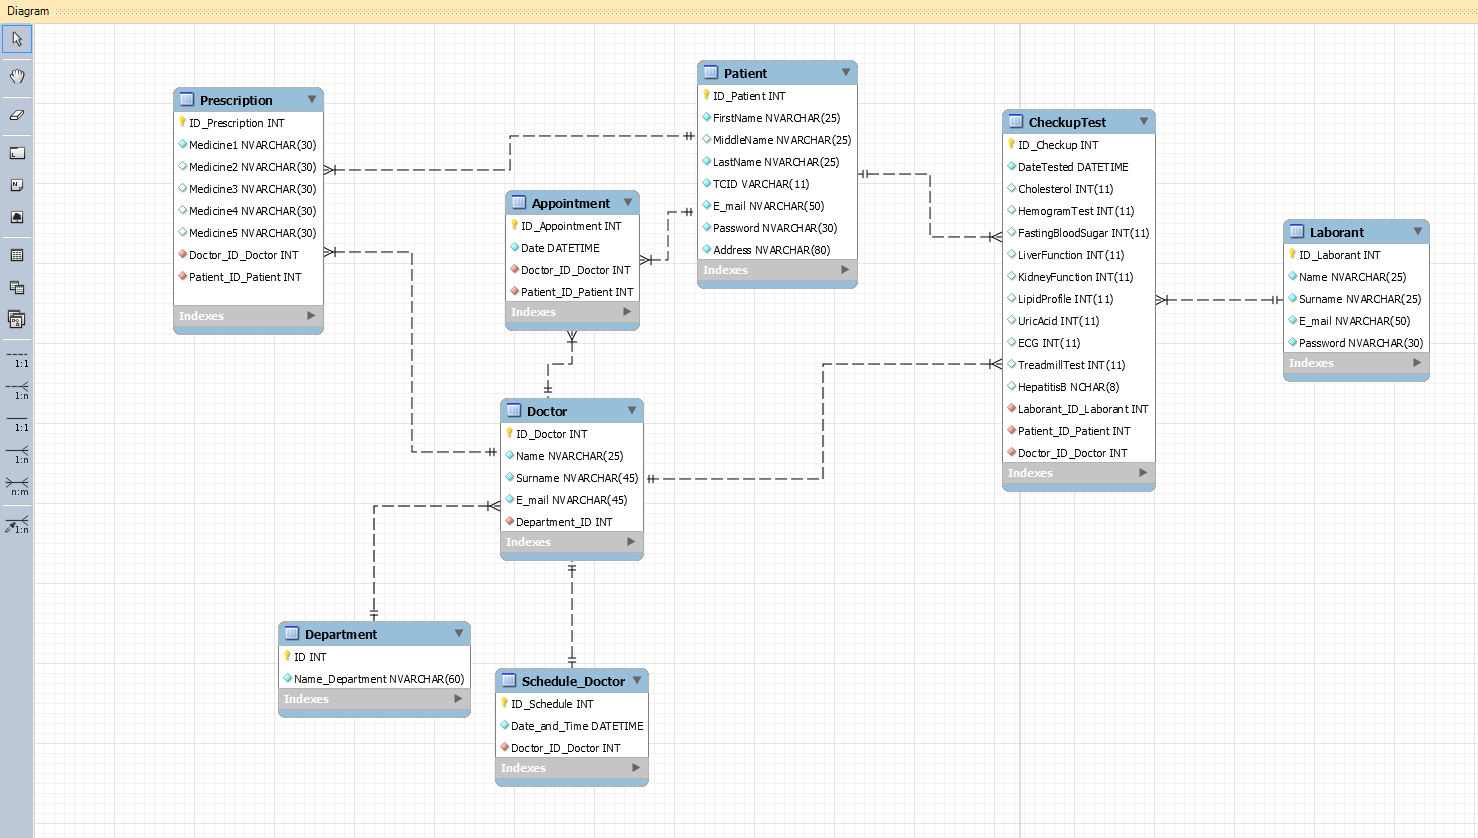 Diagram
1:1
1:n
1:1
1:n
n:m
1:n
Prescription
ID_Prescription INT
Medicine1 NVARCHAR(30)
Medicine2 NVARCHAR(30)
Medicine3 NVARCHAR(30)
Medicine4 NVARCHAR(30)
Medicine5 NVARCHAR(30)
Doctor_ID_Doctor INT
Patient_ID_Patient INT
Indexes
Patient
ID_Patient INT
FirstName NVARCHAR(25)
MiddleName NVARCHAR(25)
LastName NVARCHAR(25)
TCID VARCHAR(11)
E_mail NVARCHAR(50)
Password NVARCHAR(30)
Address NVARCHAR(80)
Indexes
Appointment
ID_Appointment INT
Date DATETIME
Doctor_ID_Doctor INT
Patient_ID_Patient INT
Indexes
CheckupTest
ID_Checkup INT
DateTested DATETIME
Cholesterol INT(11)
HemogramTest INT(11)
FastingBloodSugar INT(11)
LiverFunction INT(11)
KidneyFunction INT(11)
LipidProfile INT(11)
UricAcid INT(11)
ECG INT(11)
TreadmillTest INT(11)
HepatitisB NCHAR(8)
Laborant_ID_Laborant INT
Patient_ID_Patient INT
Doctor_ID_Doctor INT
Indexes
Laborant
ID_Laborant INT
Name NVARCHAR(25)
Surname NVARCHAR(25)
E_mail NVARCHAR(50)
Password NVARCHAR(30)
Indexes
Doctor
ID_Doctor INT
Name NVARCHAR(25)
Surname NVARCHAR(45)
E_mail NVARCHAR(45)
Department_ID INT
Indexes
Department
ID INT
Name_Department NVARCHAR(60)
Indexes
Schedule_Doctor
ID_Schedule INT
Date_and_Time DATETIME
Doctor_ID_Doctor INT
Indexes